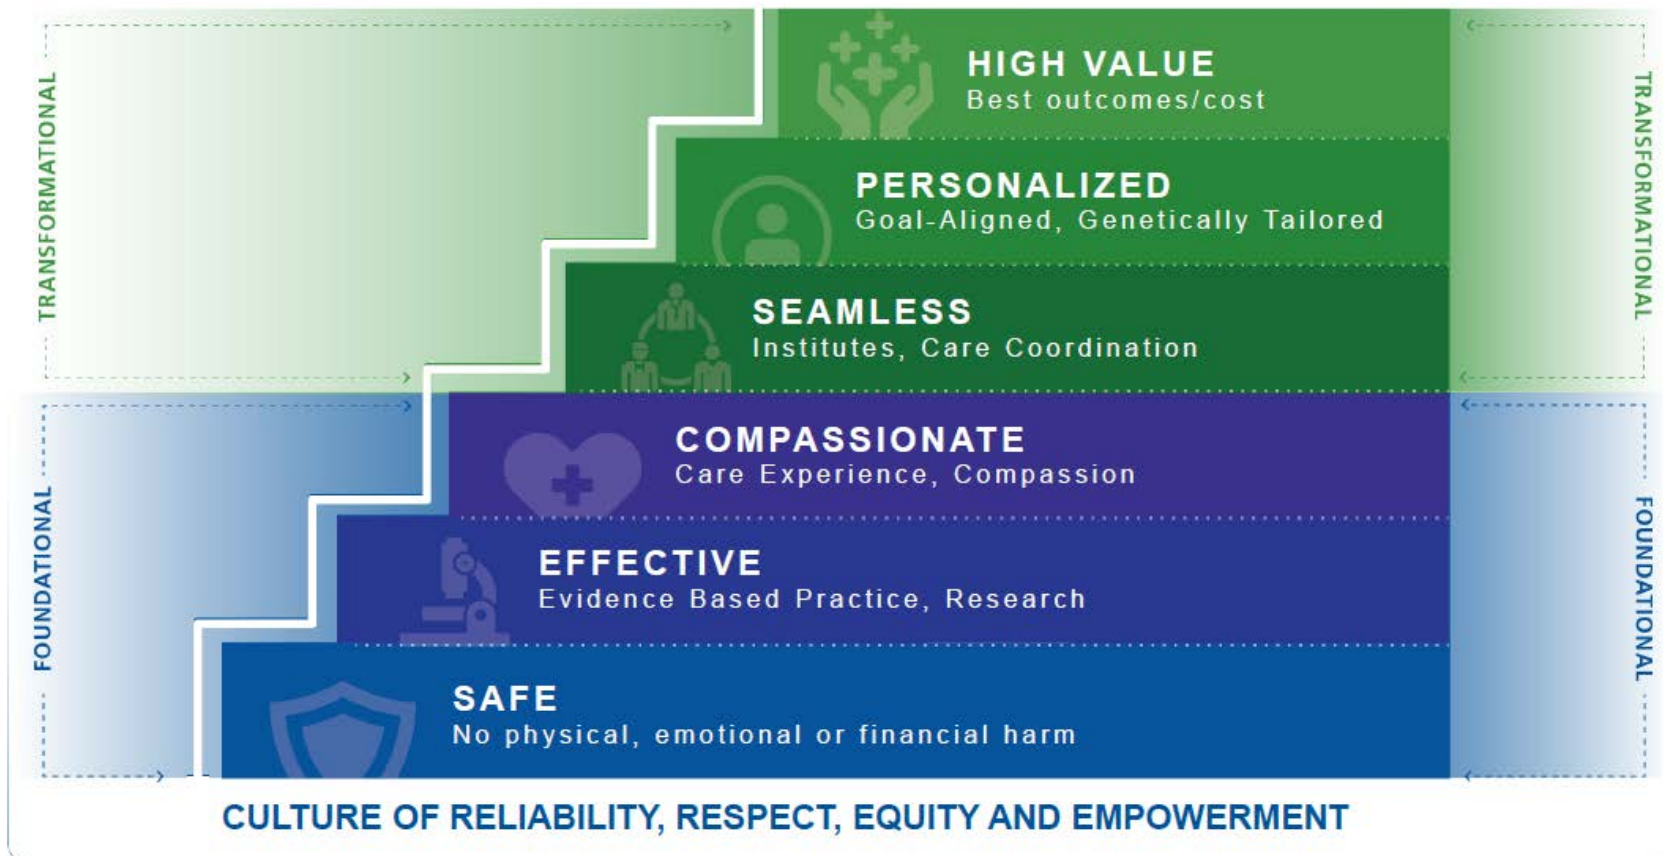 TRANSFORMATIONAL
TRANSFORMATIONAL
HIGH VALUE
Best outcomes/cost
PERSONALIZED
Goal-Aligned, Genetically Tailored
SEAMLESS
Institutes, Care Coordination
FOUNDATIONAL
FOUNDATIONAL
COMPASSIONATE
Care Experience, Compassion
EFFECTIVE
Evidence Based Practice, Research
SAFE
No physical, emotional or financial harm
CULTURE OF RELIABILITY, RESPECT, EQUITY AND EMPOWERMENT